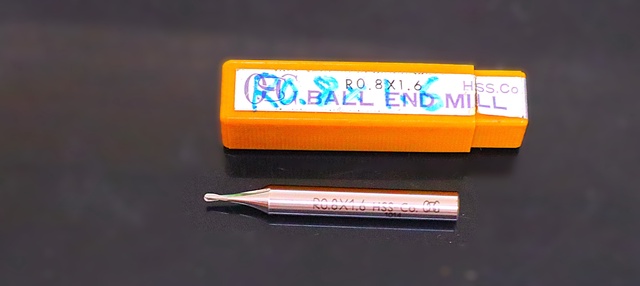 R0.8X1.6 HSS.Co
BALL END MILL
R0.8X1.6 HSS Co.